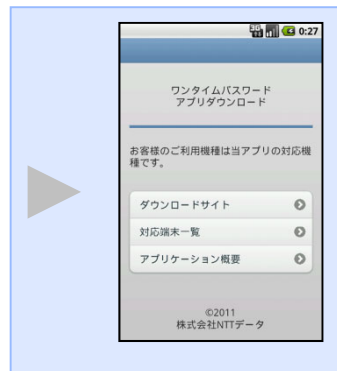 0:27
ワンタイムパスワード
アプリダウンロード
お客様のご利用機種は当アプリの対応機
種です。
ダウンロードサイト
対応端末一覧
アプリケーション概要
©2011
株式会社NTTデータ